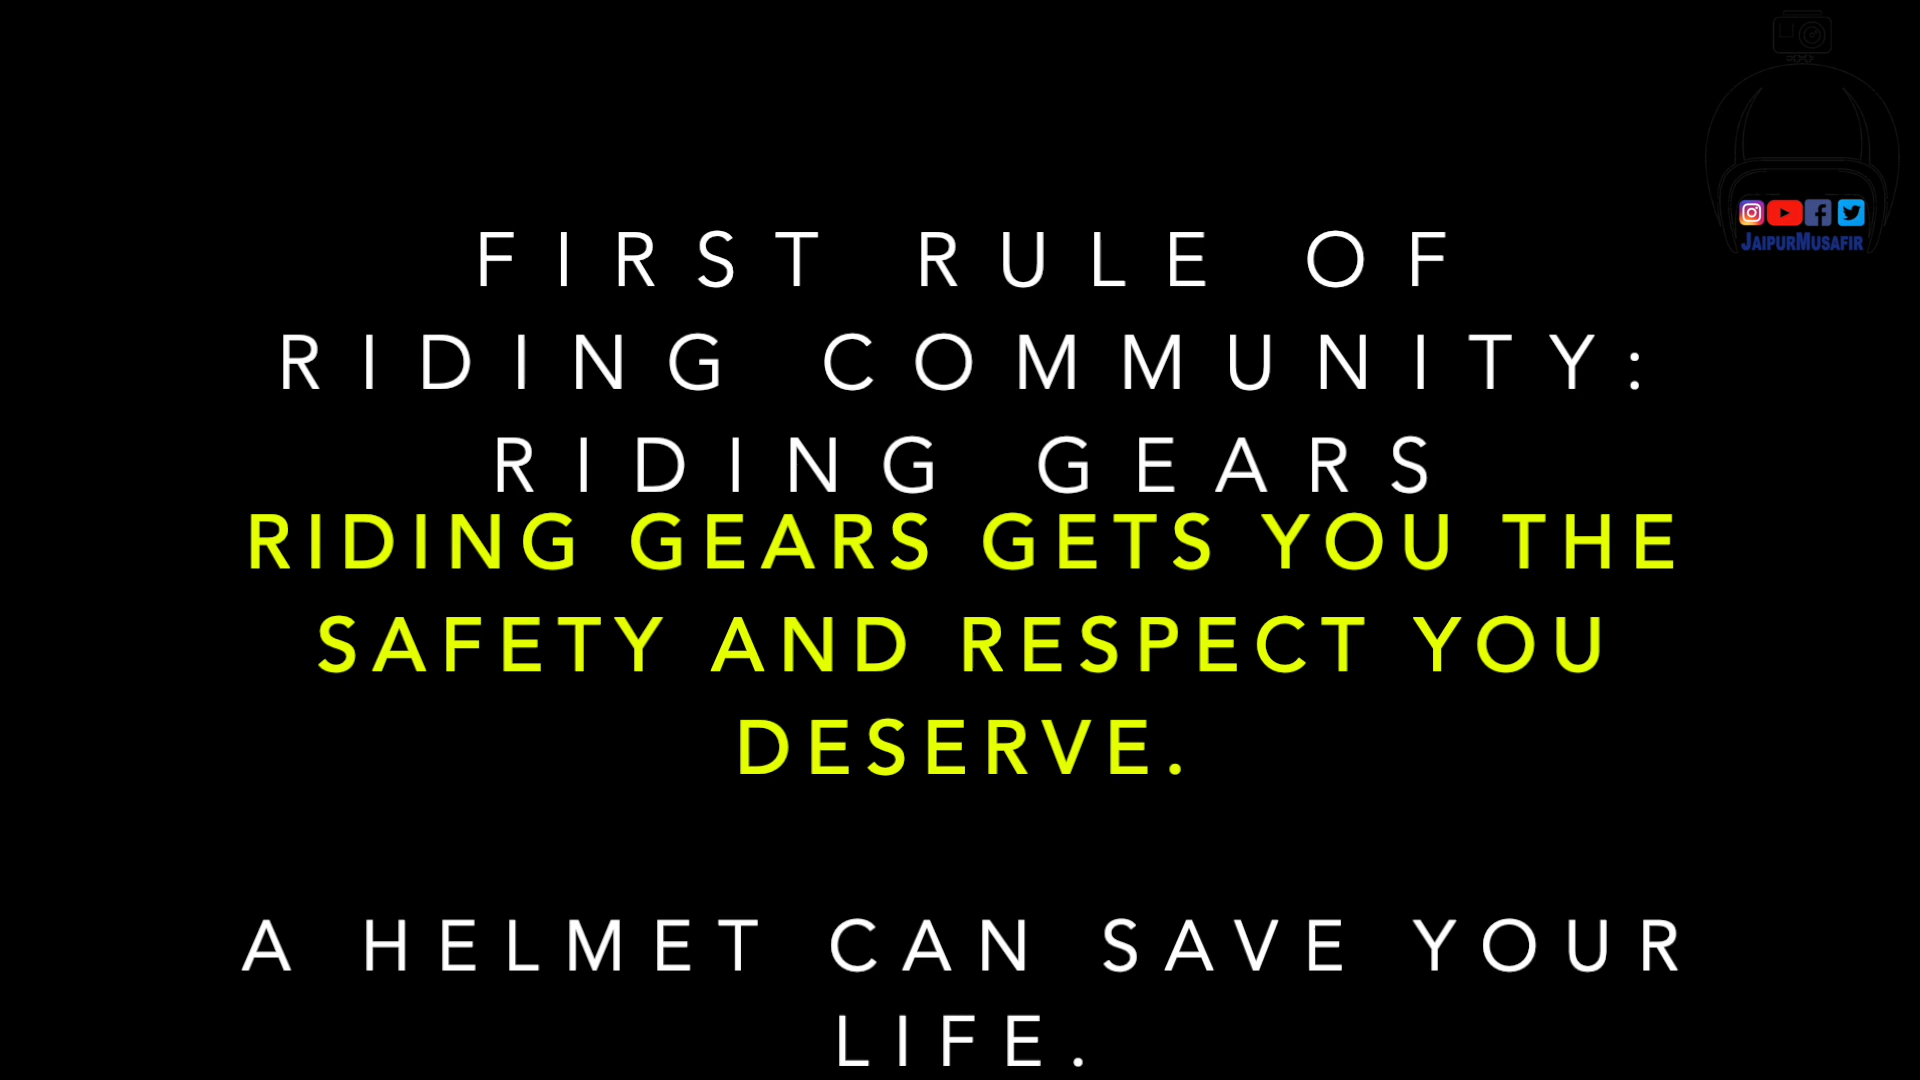 JAIPURMUSAFIR
FIRST RULE OF
RIDING COMMUNITY:
RIDING GEARS
RIDING GEARS GETS YOU THE
SAFETY AND RESPECT YOU
DESERVE.
A HELMET CAN SAVE YOUR
LIFE.